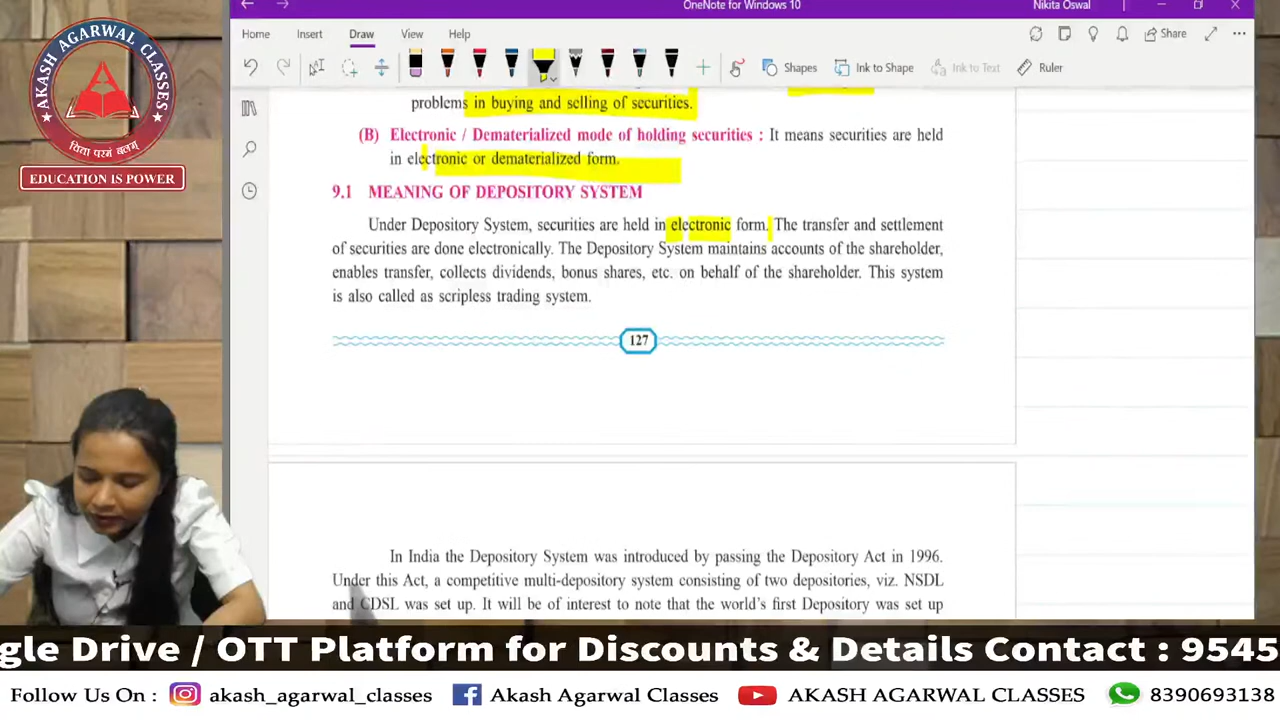 OneNote for Windows 10
Nikita Oswal
Home Insert Draw View Help
Share
Shapes
Ink to Shape
Ink to Text
Ruler
AKASH AGARWAL CLASSES
विद्या परमं बलम्
EDUCATION IS POWER
problems in buying and selling of securities.
(B) Electronic / Dematerialized mode of holding securities : It means securities are held
in electronic or dematerialized form.
9.1 MEANING OF DEPOSITORY SYSTEM
Under Depository System, securities are held in electronic form. The transfer and settlement
of securities are done electronically. The Depository System maintains accounts of the shareholder,
enables transfer, collects dividends, bonus shares, etc. on behalf of the shareholder. This system
is also called as scripless trading system.
127
In India the Depository System was introduced by passing the Depository Act in 1996.
Under this Act, a competitive multi-depository system consisting of two depositories, viz. NSDL
and CDSL was set up. It will be of interest to note that the world's first Depository was set up
gle Drive / OTT Platform for Discounts & Details Contact : 9545
Follow Us On : akash_agarwal_classes Akash Agarwal Classes AKASH AGARWAL CLASSES 8390693138